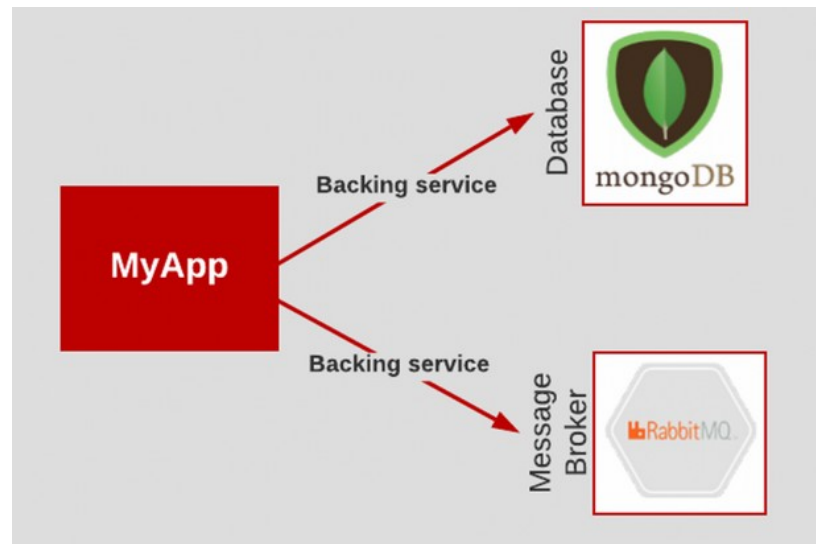 MyApp
Backing service
Database
mongoDB
Backing service
Message
Broker
RabbitMQ